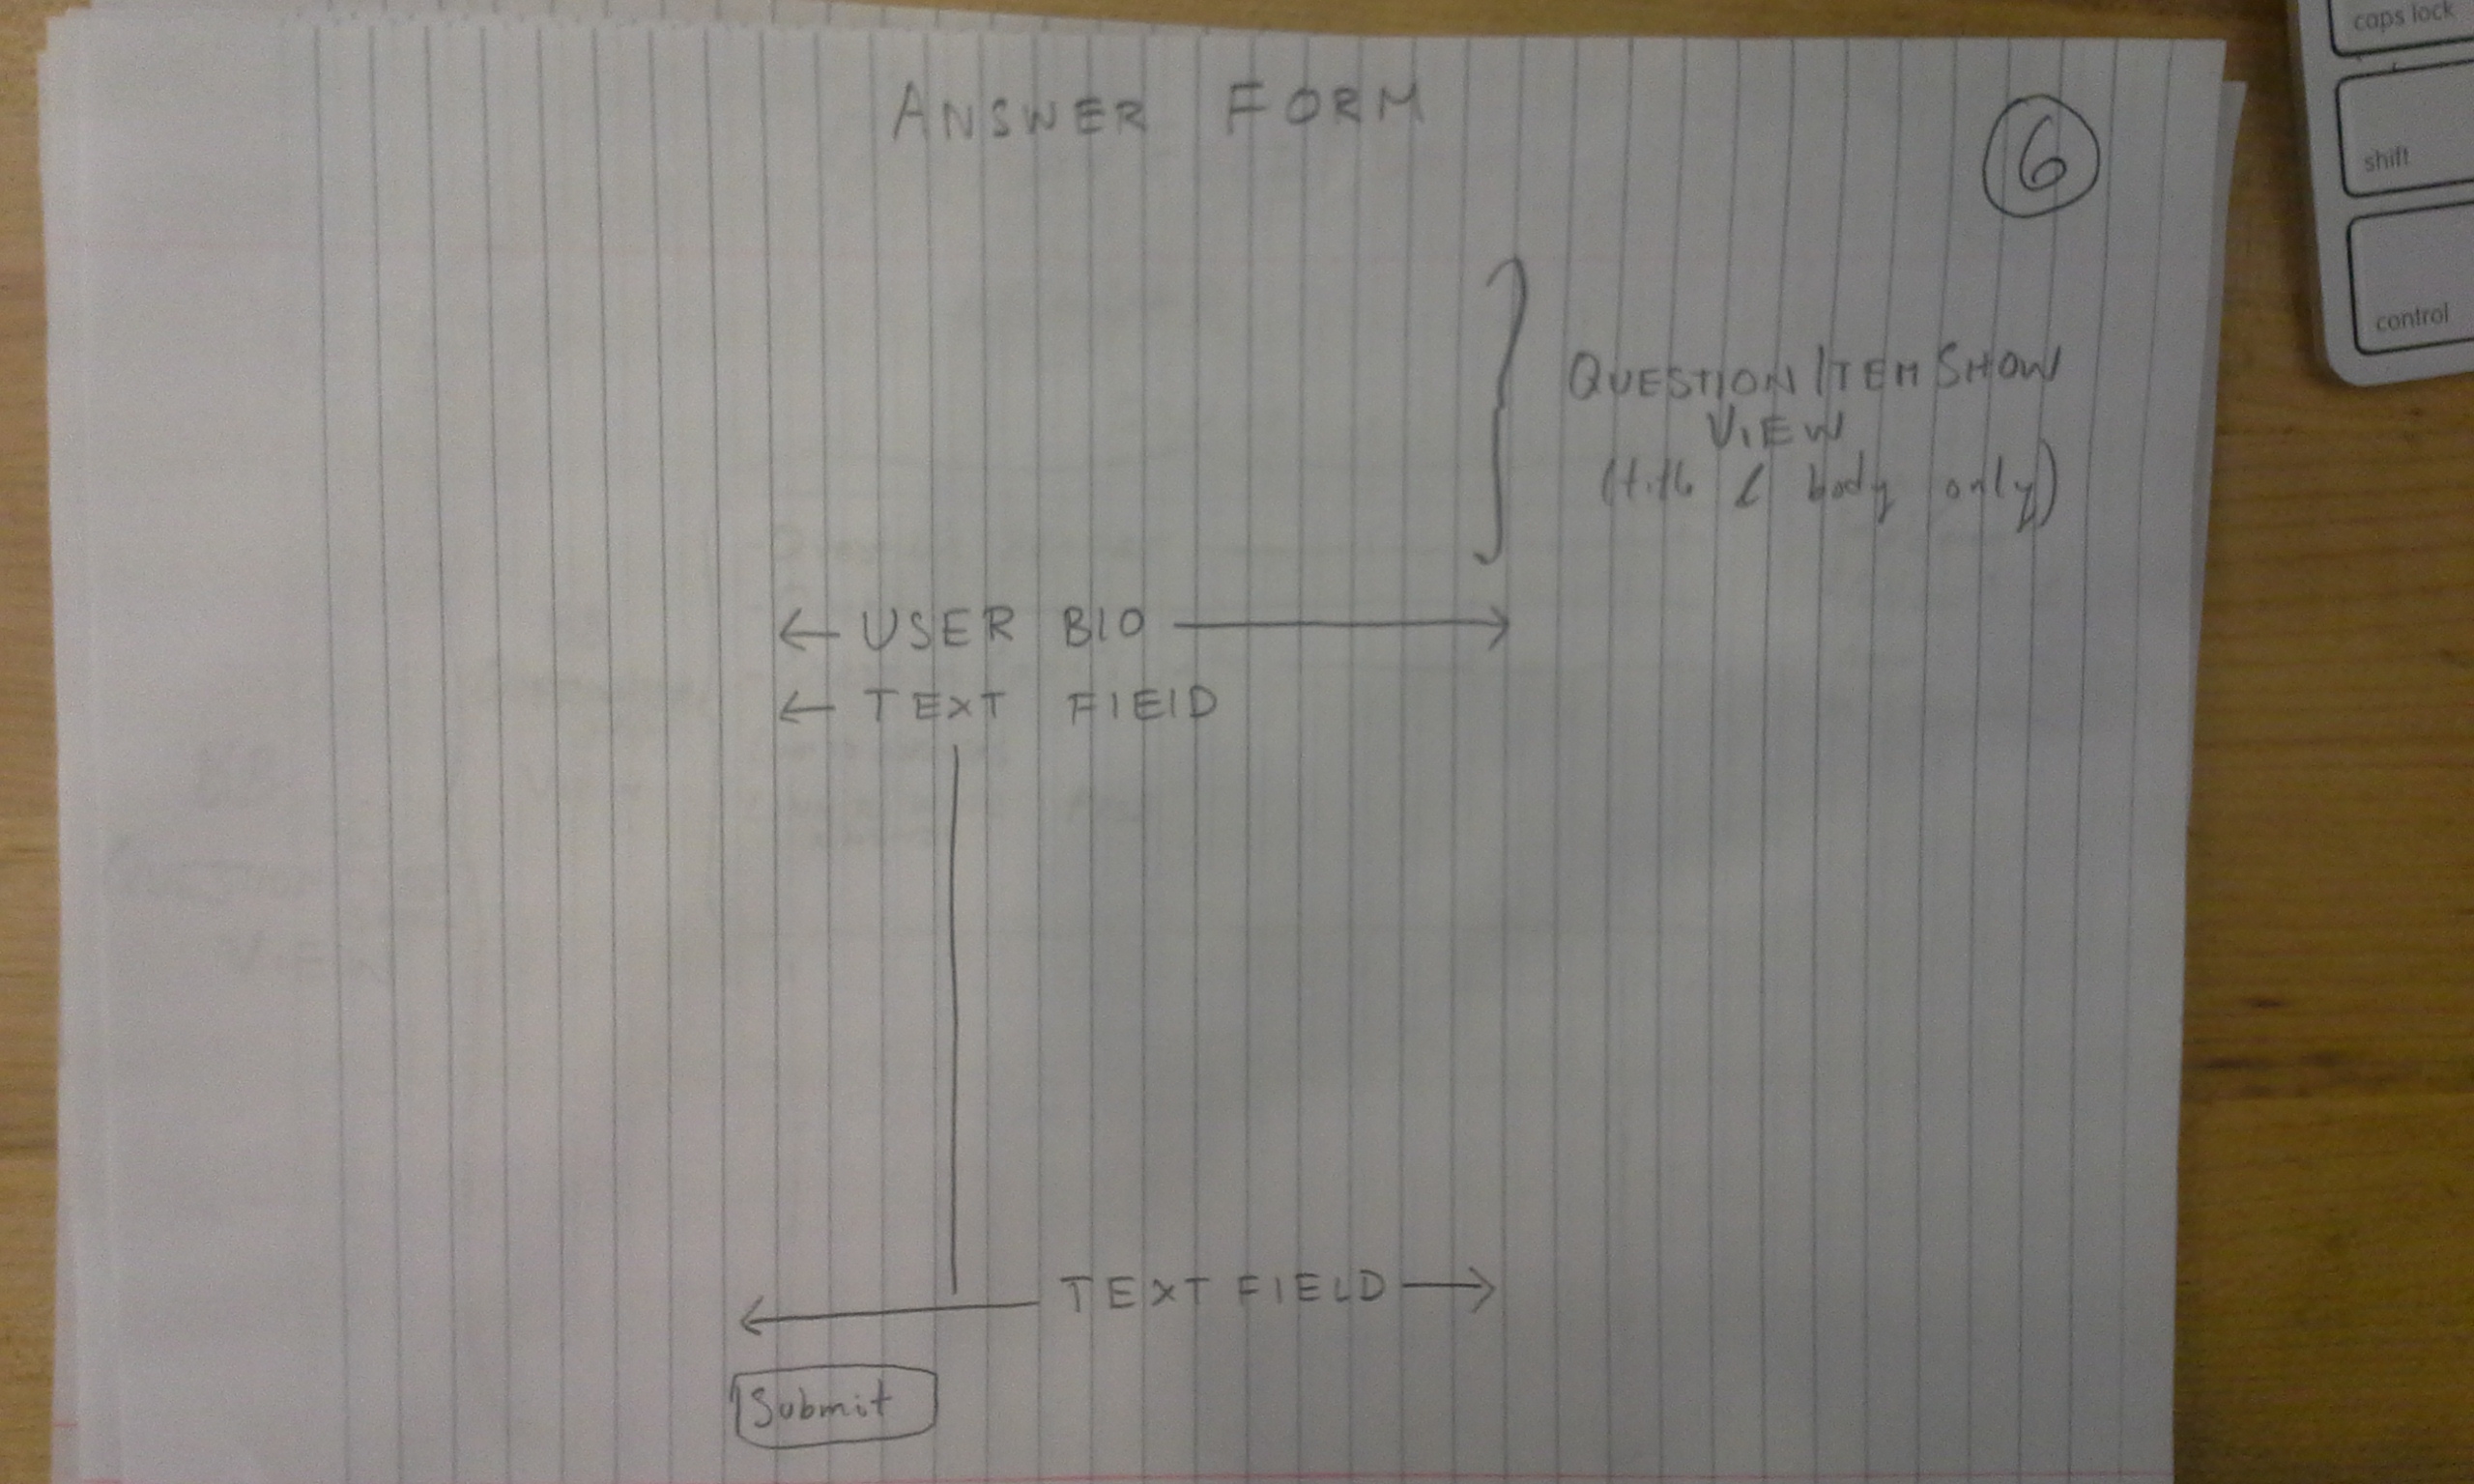 ANSWER FORM
6
QUESTION ITEM SHOW
VIEW
(title & body only)
← USER BIO →
← TEXT FIELD
← TEXT FIELD →
Submit
caps lock
shift
control